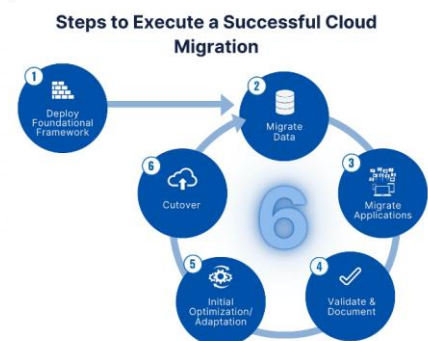 Steps to Execute a Successful Cloud
Migration
1
Deploy
Foundational
Framework
2
Migrate
Data
3
Migrate
Applications
4
Validate &
Document
5
Initial
Optimization/
Adaptation
6
Cutover
6